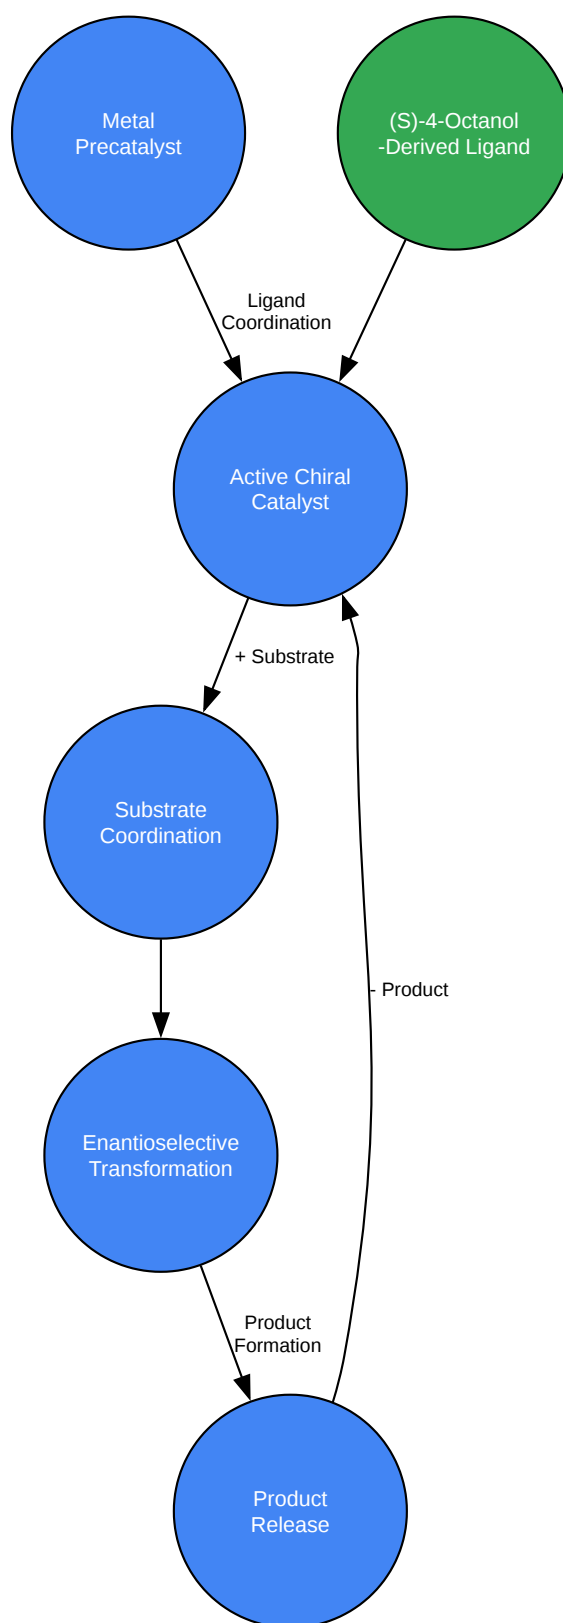 Metal
Precatalyst
(S)-4-Octanol
-Derived Ligand
Ligand
Coordination
Active Chiral
Catalyst
+ Substrate
Substrate
Coordination
- Product
Enantioselective
Transformation
Product
Formation
Product
Release